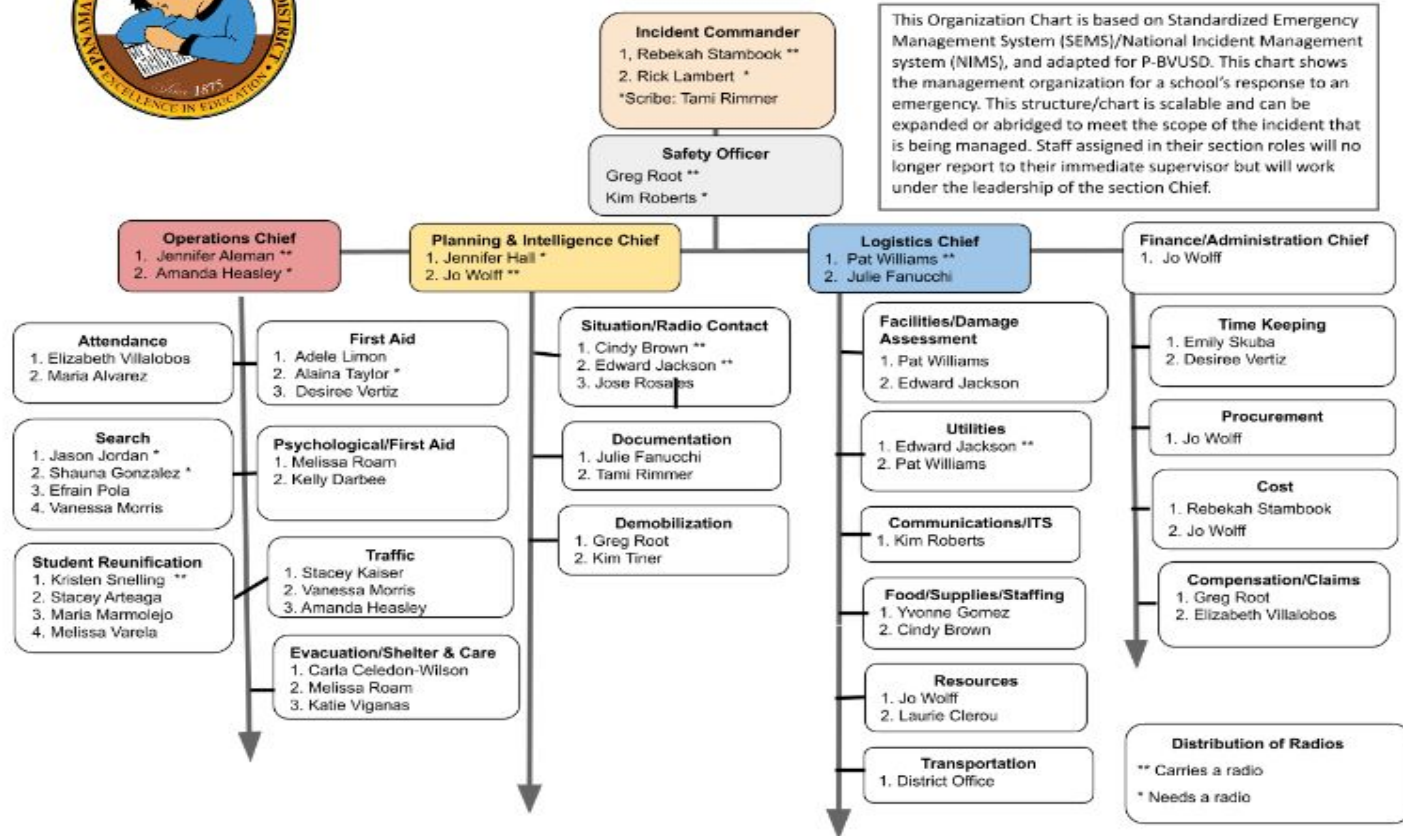 PANAMA
DISTRICT
Since 1875
EXCELLENCE IN EDUCATION
Incident Commander
1, Rebekah Stambook **
2. Rick Lambert *
*Scribe: Tami Rimmer
This Organization Chart is based on Standardized Emergency
Management System (SEMS)/National Incident Management
system (NIMS), and adapted for P-BVUSD. This chart shows
the management organization for a school's response to an
emergency. This structure/chart is scalable and can be
expanded or abridged to meet the scope of the incident that
is being managed. Staff assigned in their section roles will no
longer report to their immediate supervisor but will work
under the leadership of the section Chief.
Safety Officer
Greg Root **
Kim Roberts *
Operations Chief
1. Jennifer Aleman **
2. Amanda Heasley *
Planning & Intelligence Chief
1. Jennifer Hall *
2. Jo Wolff **
Logistics Chief
1. Pat Williams **
2. Julie Fanucchi
Finance/Administration Chief
1. Jo Wolff
Attendance
1. Elizabeth Villalobos
2. Maria Alvarez
First Aid
1. Adele Limon
2. Alaina Taylor *
3. Desiree Vertiz
Search
1. Jason Jordan *
2. Shauna Gonzalez *
3. Efrain Pola
4. Vanessa Morris
Psychological/First Aid
1. Melissa Roam
2. Kelly Darbee
Student Reunification
1. Kristen Snelling **
2. Stacey Arteaga
3. Maria Marmolejo
4. Melissa Varela
Traffic
1. Stacey Kaiser
2. Vanessa Morris
3. Amanda Heasley
Evacuation/Shelter & Care
1. Carla Celedon-Wilson
2. Melissa Roam
3. Katie Viganas
Situation/Radio Contact
1. Cindy Brown **
2. Edward Jackson **
3. Jose Rosales
Documentation
1. Julie Fanucchi
2. Tami Rimmer
Demobilization
1. Greg Root
2. Kim Tiner
Facilities/Damage
Assessment
1. Pat Williams
2. Edward Jackson
Utilities
1. Edward Jackson **
2. Pat Williams
Communications/ITS
1. Kim Roberts
Food/Supplies/Staffing
1. Yvonne Gomez
2. Cindy Brown
Resources
1. Jo Wolff
2. Laurie Clerou
Transportation
1. District Office
Time Keeping
1. Emily Skuba
2. Desiree Vertiz
Procurement
1. Jo Wolff
Cost
1. Rebekah Stambook
2. Jo Wolff
Compensation/Claims
1. Greg Root
2. Elizabeth Villalobos
Distribution of Radios
** Carries a radio
* Needs a radio